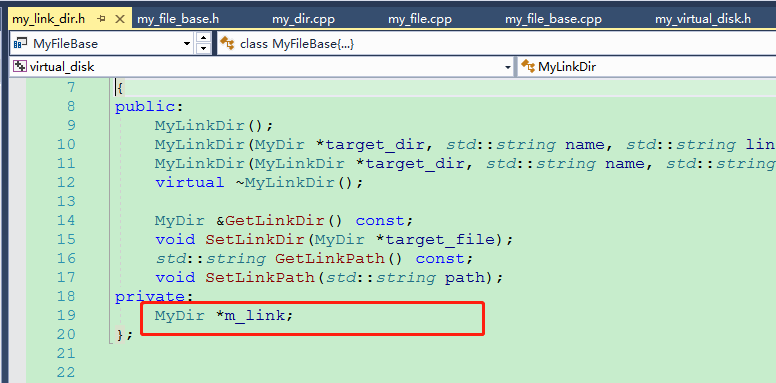 my_link_dir.h my_file_base.h my_dir.cpp my_file.cpp my_file_base.cpp my_virtual_disk.h
MyFileBase class MyFileBase{...}
virtual_disk MyLinkDir
7 {
8 public:
9 MyLinkDir();
10 MyLinkDir(MyDir *target_dir, std::string name, std::string lin
11 MyLinkDir(MyLinkDir *target_dir, std::string name, std::string
12 virtual ~MyLinkDir();
13
14 MyDir &GetLinkDir() const;
15 void SetLinkDir(MyDir *target_file);
16 std::string GetLinkPath() const;
17 void SetLinkPath(std::string path);
18 private:
19 MyDir *m_link;
20 };
21
22